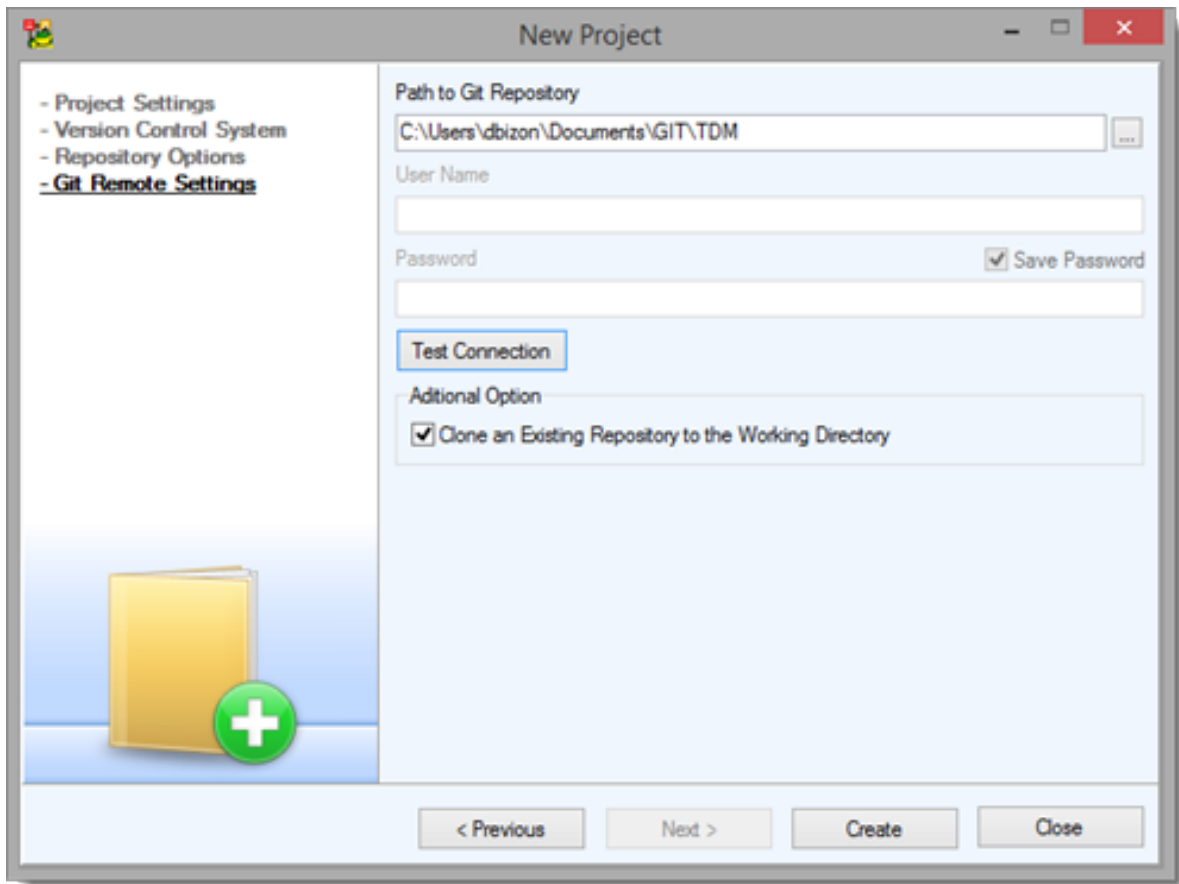 New Project
- Project Settings
- Version Control System
- Repository Options
- Git Remote Settings
Path to Git Repository
C:\Users\dbizon\Documents\GIT\TDM
...
User Name
Password
Save Password
Test Connection
Aditional Option
Clone an Existing Repository to the Working Directory
< Previous
Next >
Create
Close